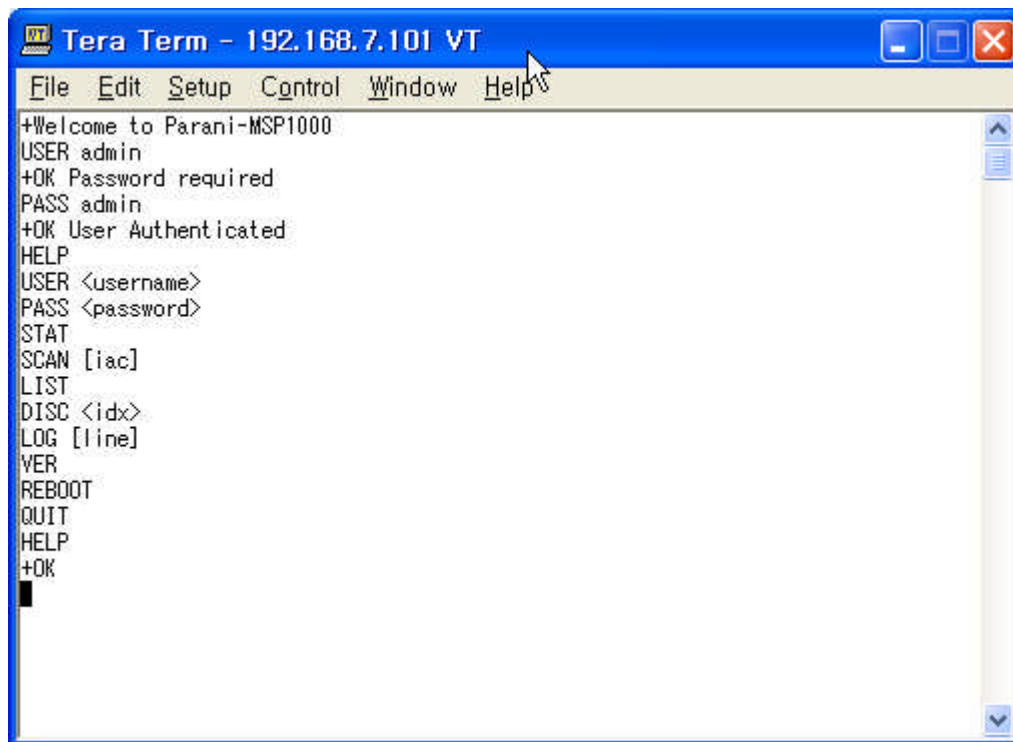 Tera Term - 192.168.7.101 VT
File Edit Setup Control Window Help
+Welcome to Parani-MSP1000
USER admin
+OK Password required
PASS admin
+OK User Authenticated
HELP
USER <username>
PASS <password>
STAT
SCAN [iac]
LIST
DISC <idx>
LOG [line]
VER
REBOOT
QUIT
HELP
+OK